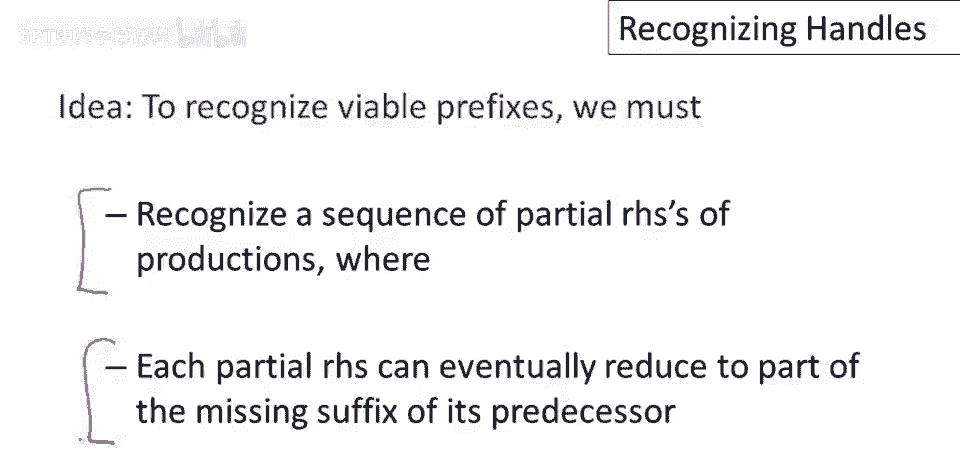 Recognizing Handles
Idea: To recognize viable prefixes, we must
– Recognize a sequence of partial rhs's of
productions, where
– Each partial rhs can eventually reduce to part of
the missing suffix of its predecessor